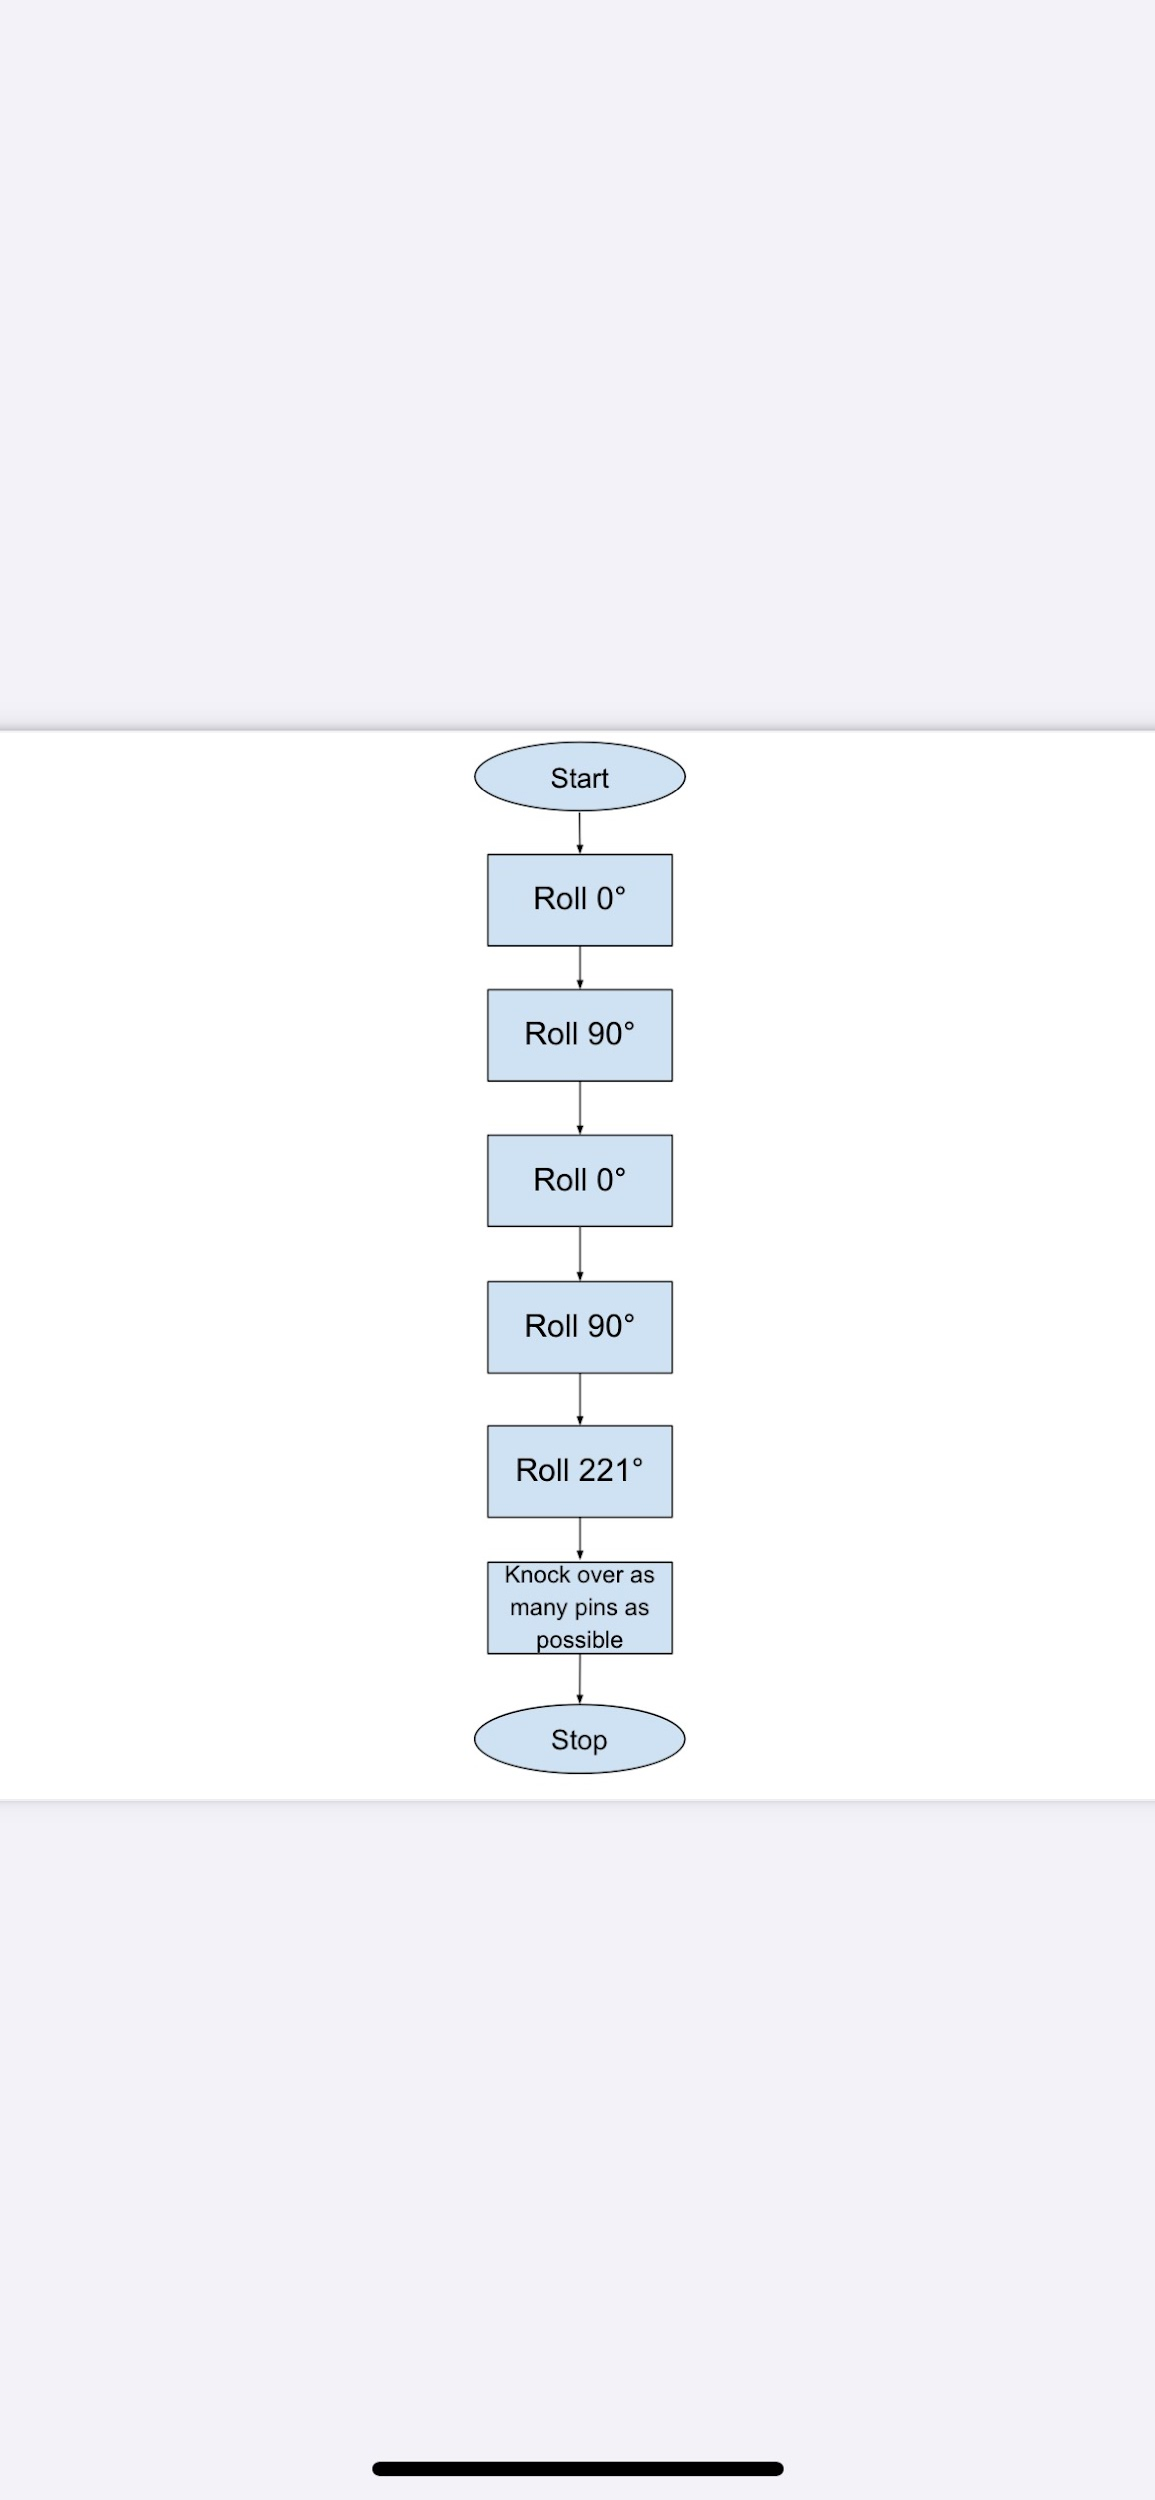 Start
Roll 0°
Roll 90°
Roll 0°
Roll 90°
Roll 221°
Knock over as
many pins as
possible
Stop